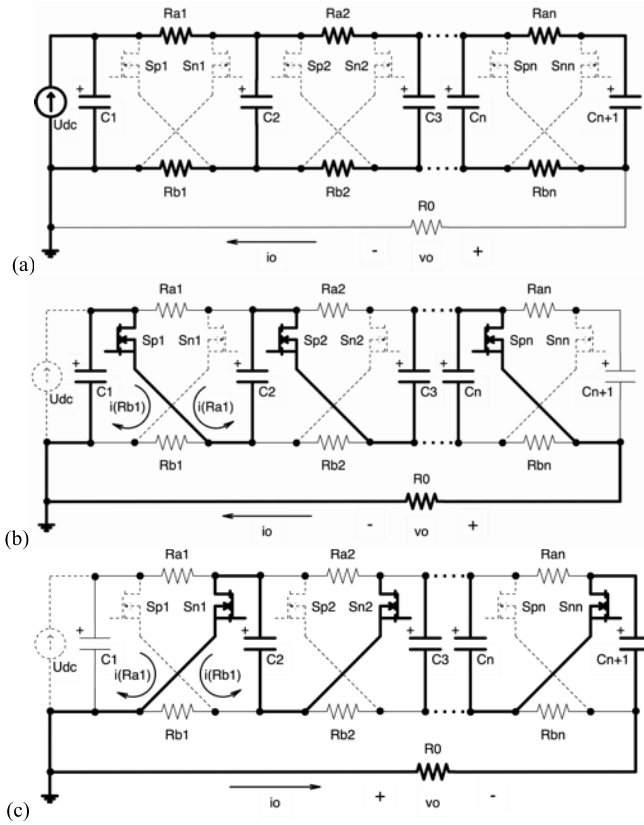 Ra1 Ra2 Ran
Sp1 Sn1 Sp2 Sn2 Spn Snn
+ + + + +
Udc C1 C2 C3 Cn Cn+1
Rb1 Rb2 Rbn
R0
(a) io - vo +
Ra1 Ra2 Ran
Sp1 Sn1 Sp2 Sn2 Spn Snn
+ + + + +
Udc C1 i(Rb1) i(Ra1) C2 C3 Cn Cn+1
Rb1 Rb2 Rbn
R0
(b) io - vo +
Ra1 Ra2 Ran
Sp1 Sn1 Sp2 Sn2 Spn Snn
+ + + + +
Udc C1 i(Ra1) i(Rb1) C2 C3 Cn Cn+1
Rb1 Rb2 Rbn
R0
(c) io + vo -